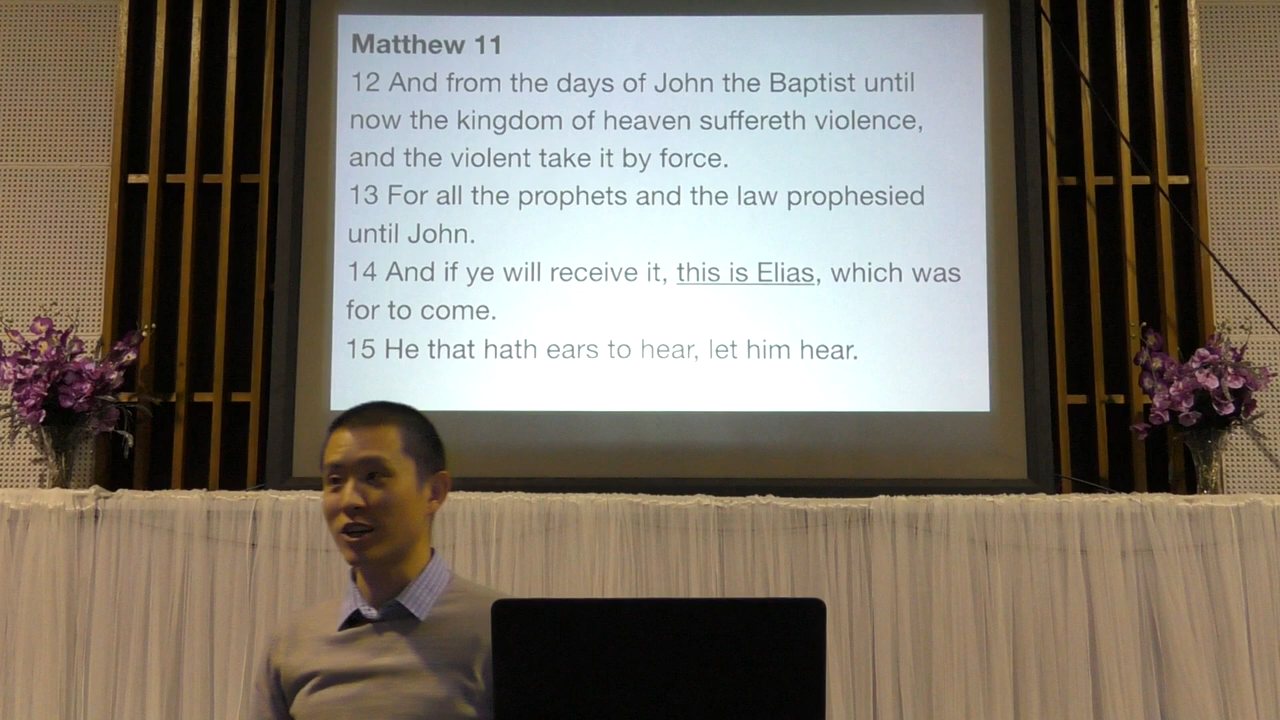 Matthew 11
12 And from the days of John the Baptist until
now the kingdom of heaven suffereth violence,
and the violent take it by force.
13 For all the prophets and the law prophesied
until John.
14 And if ye will receive it, this is Elias, which was
for to come.
15 He that hath ears to hear, let him hear.